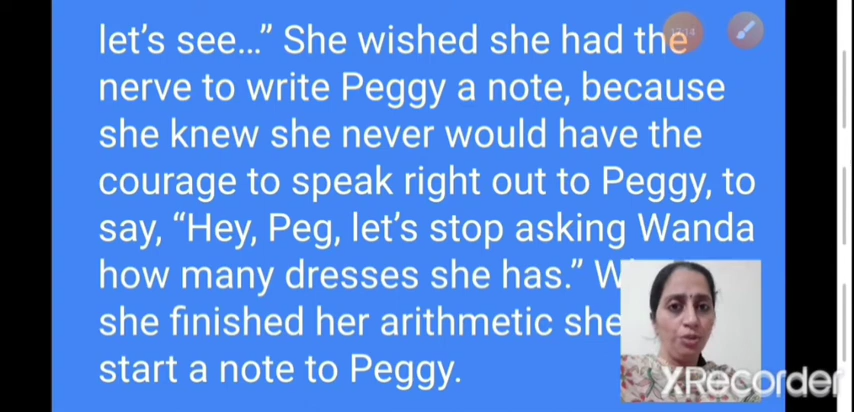 let's see…” She wished she had the
17:14
nerve to write Peggy a note, because
she knew she never would have the
courage to speak right out to Peggy, to
say, “Hey, Peg, let's stop asking Wanda
how many dresses she has.”
she finished her arithmetic she
start a note to Peggy.
XRecorder